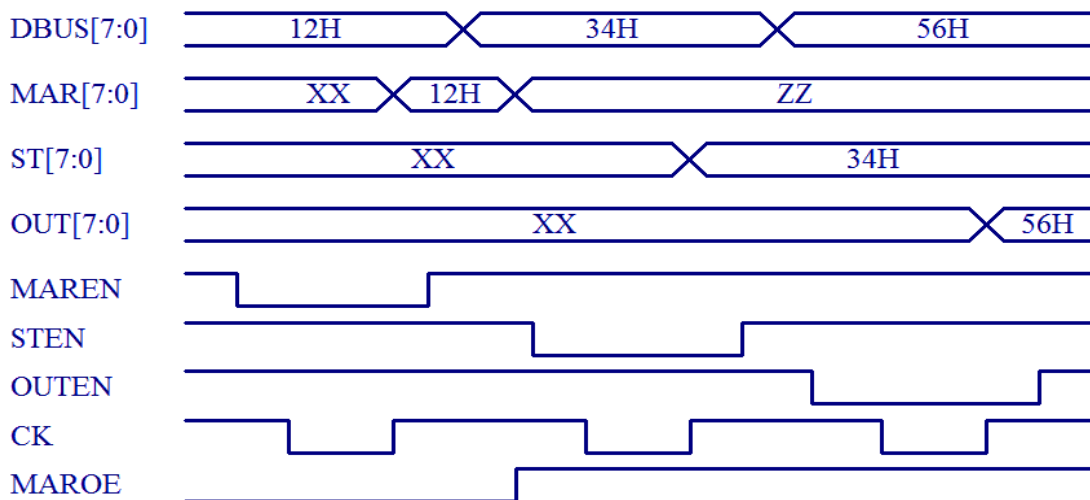 DBUS[7:0] 12H 34H 56H
MAR[7:0] XX 12H ZZ
ST[7:0] XX 34H
OUT[7:0] XX 56H
MAREN
STEN
OUTEN
CK
MAROE